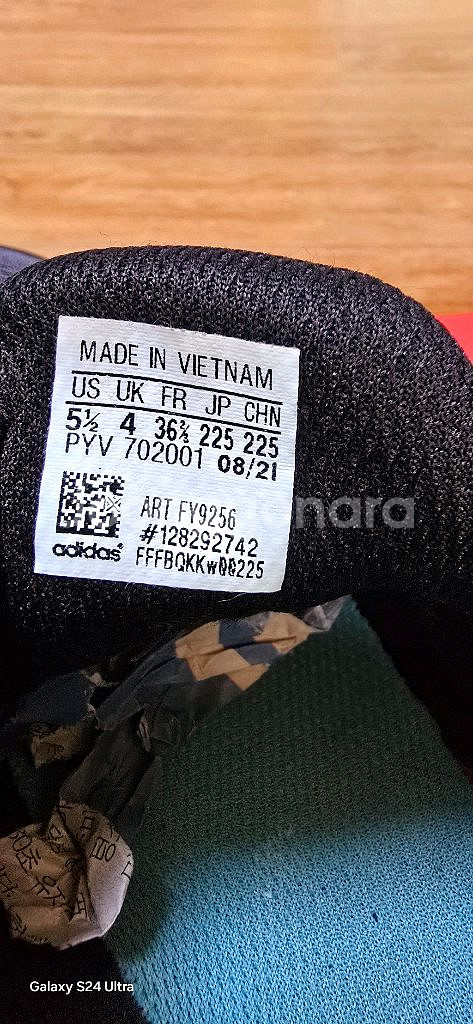 MADE IN VIETNAM
US UK FR JP CHN
5½ 4 36⅔ 225 225
PYV 702001 08/21
ART FY9256
#128292742
adidas FFFBQKKw00225
nara
Galaxy S24 Ultra